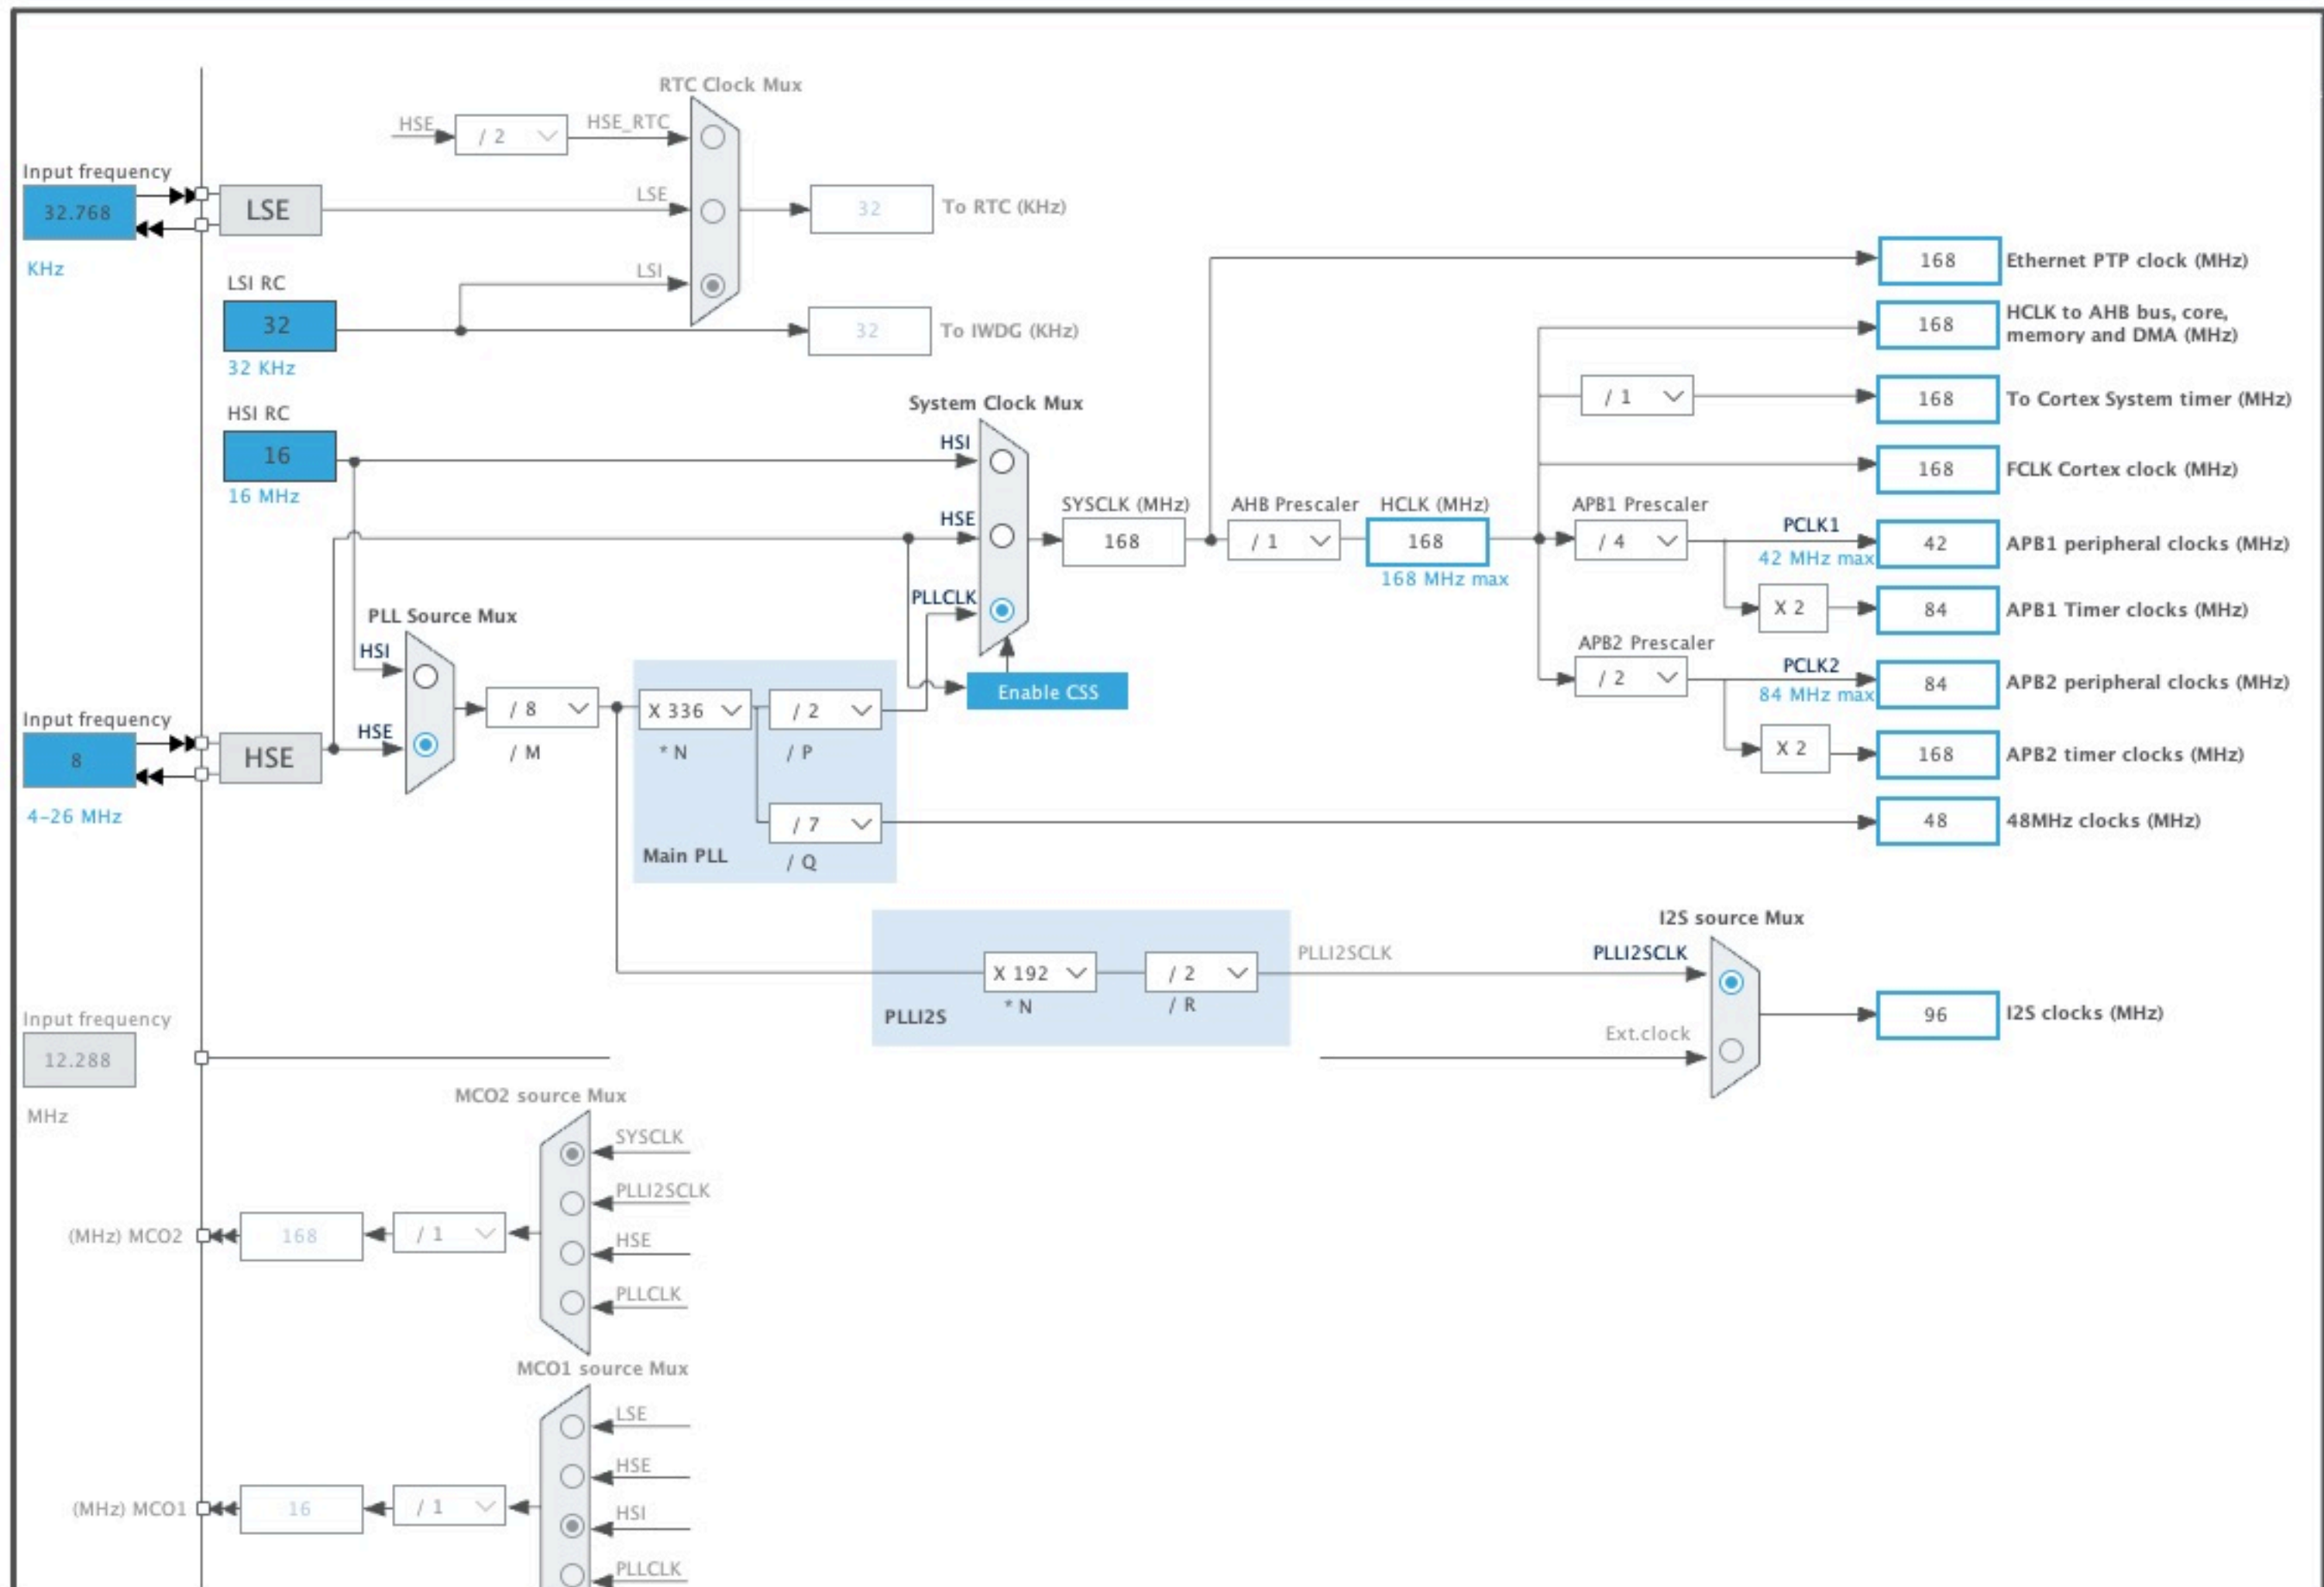 RTC Clock Mux
HSE
/ 2
HSE_RTC
Input frequency
32.768
KHz
LSE
LSE
32
To RTC (KHz)
LSI RC
32
32 KHz
LSI
32
To IWDG (KHz)
HSI RC
16
16 MHz
System Clock Mux
HSI
HSE
PLLCLK
Enable CSS
SYSCLK (MHz)
168
AHB Prescaler
/ 1
HCLK (MHz)
168
168 MHz max
168
Ethernet PTP clock (MHz)
168
HCLK to AHB bus, core,
memory and DMA (MHz)
/ 1
168
To Cortex System timer (MHz)
168
FCLK Cortex clock (MHz)
APB1 Prescaler
/ 4
PCLK1
42 MHz max
42
APB1 peripheral clocks (MHz)
X 2
84
APB1 Timer clocks (MHz)
APB2 Prescaler
/ 2
PCLK2
84 MHz max
84
APB2 peripheral clocks (MHz)
X 2
168
APB2 timer clocks (MHz)
48
48MHz clocks (MHz)
PLL Source Mux
HSI
HSE
Input frequency
8
4-26 MHz
HSE
/ 8
/ M
X 336
* N
/ 2
/ P
/ 7
/ Q
Main PLL
X 192
* N
/ 2
/ R
PLLI2S
PLLI2SCLK
I2S source Mux
PLLI2SCLK
Ext.clock
96
I2S clocks (MHz)
Input frequency
12.288
MHz
MCO2 source Mux
SYSCLK
PLLI2SCLK
HSE
PLLCLK
(MHz) MCO2
168
/ 1
MCO1 source Mux
LSE
HSE
HSI
PLLCLK
(MHz) MCO1
16
/ 1